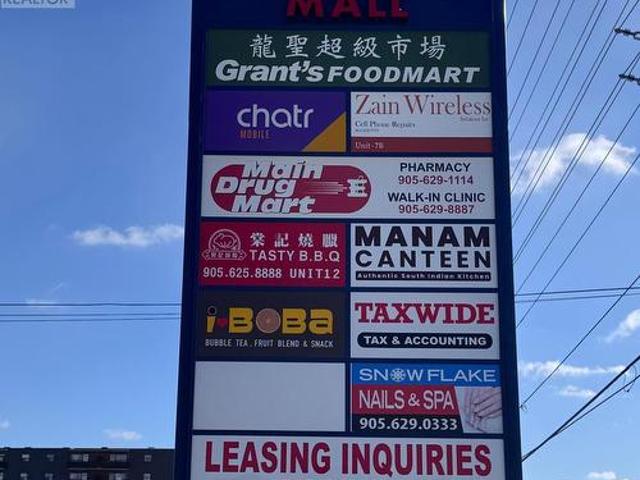 REALTOR
MALL
龍聖超級市場
Grant's FOODMART
chatr
MOBILE
Zain Wireless
Solutions Inc
Cell Phone Repairs
Unit-7B
Main
Drug
Mart
PHARMACY
905-629-1114
WALK-IN CLINIC
905-629-8887
棠記燒臘
TASTY B.B.Q
905.625.8888 UNIT12
MANAM
CANTEEN
Authentic South Indian Kitchen
i BOBA
BUBBLE TEA, FRUIT BLEND & SNACK
TAXWIDE
TAX & ACCOUNTING
SNOWFLAKE
NAILS & SPA
905.629.0333
LEASING INQUIRIES